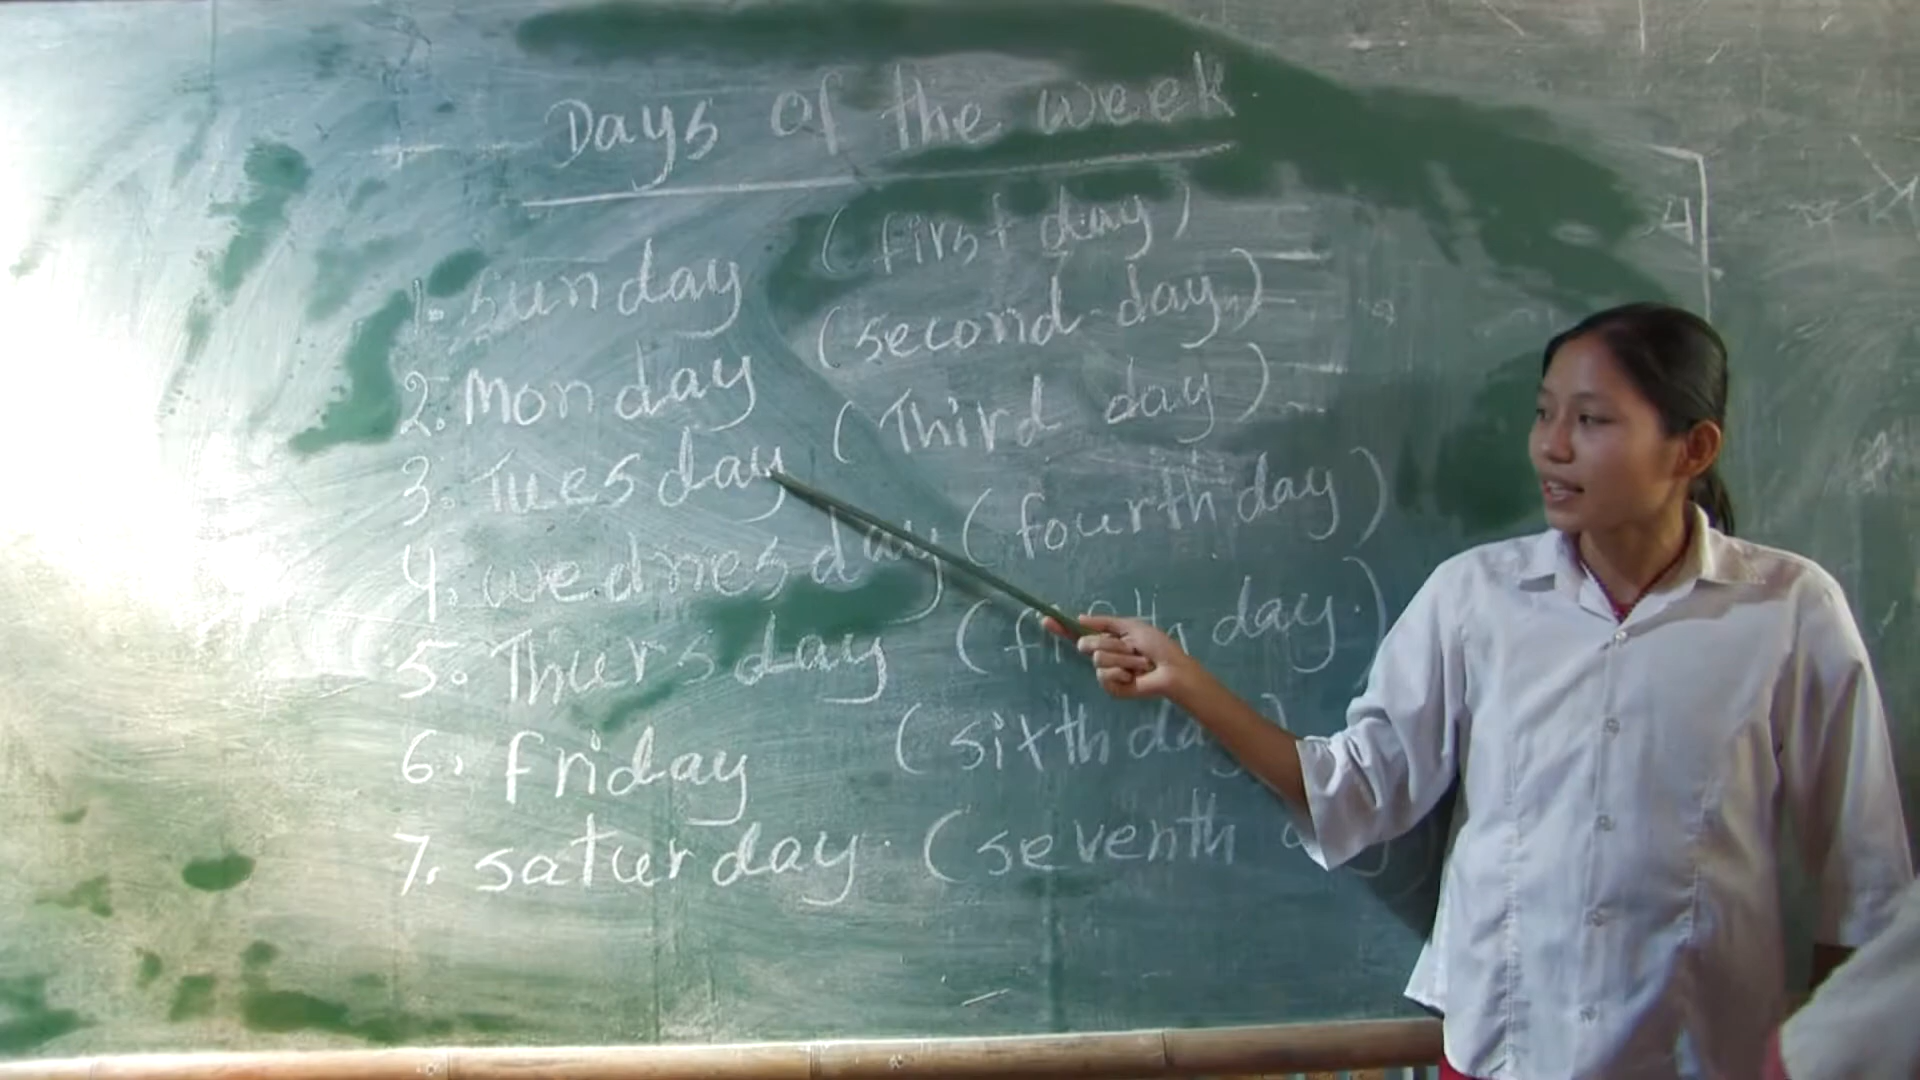 Days of the week
1. Sunday (first day)
2. Monday (second day)
3. Tuesday (Third day)
4. wednesday (fourth day)
5. Thursday day.)
6. friday (sixth day)
7. saturday. (seventh
4